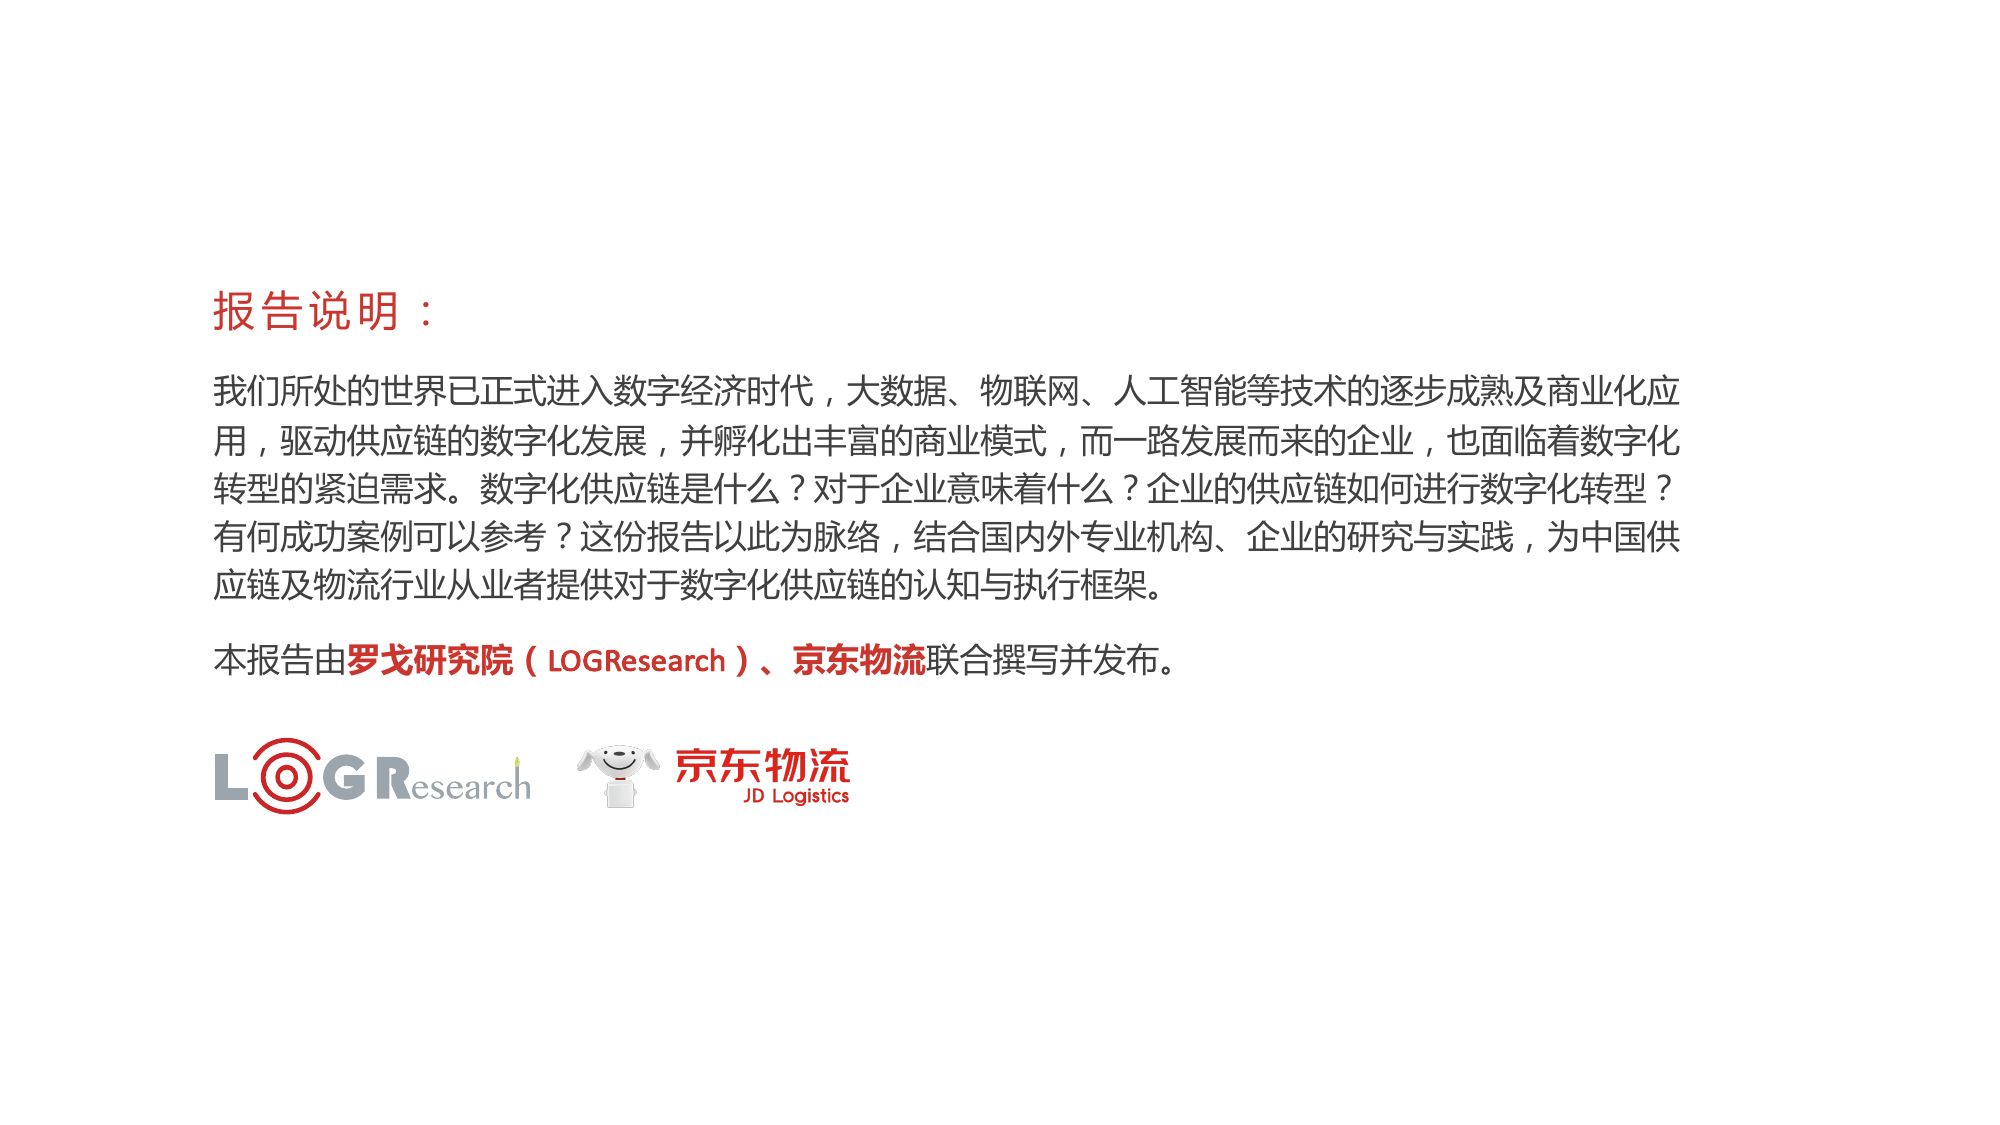 报告说明：
我们所处的世界已正式进入数字经济时代，大数据、物联网、人工智能等技术的逐步成熟及商业化应
用，驱动供应链的数字化发展，并孵化出丰富的商业模式，而一路发展而来的企业，也面临着数字化
转型的紧迫需求。数字化供应链是什么？对于企业意味着什么？企业的供应链如何进行数字化转型？
有何成功案例可以参考？这份报告以此为脉络，结合国内外专业机构、企业的研究与实践，为中国供
应链及物流行业从业者提供对于数字化供应链的认知与执行框架。
本报告由罗戈研究院（LOGResearch）、京东物流联合撰写并发布。
LOGResearch
京东物流
JD Logistics